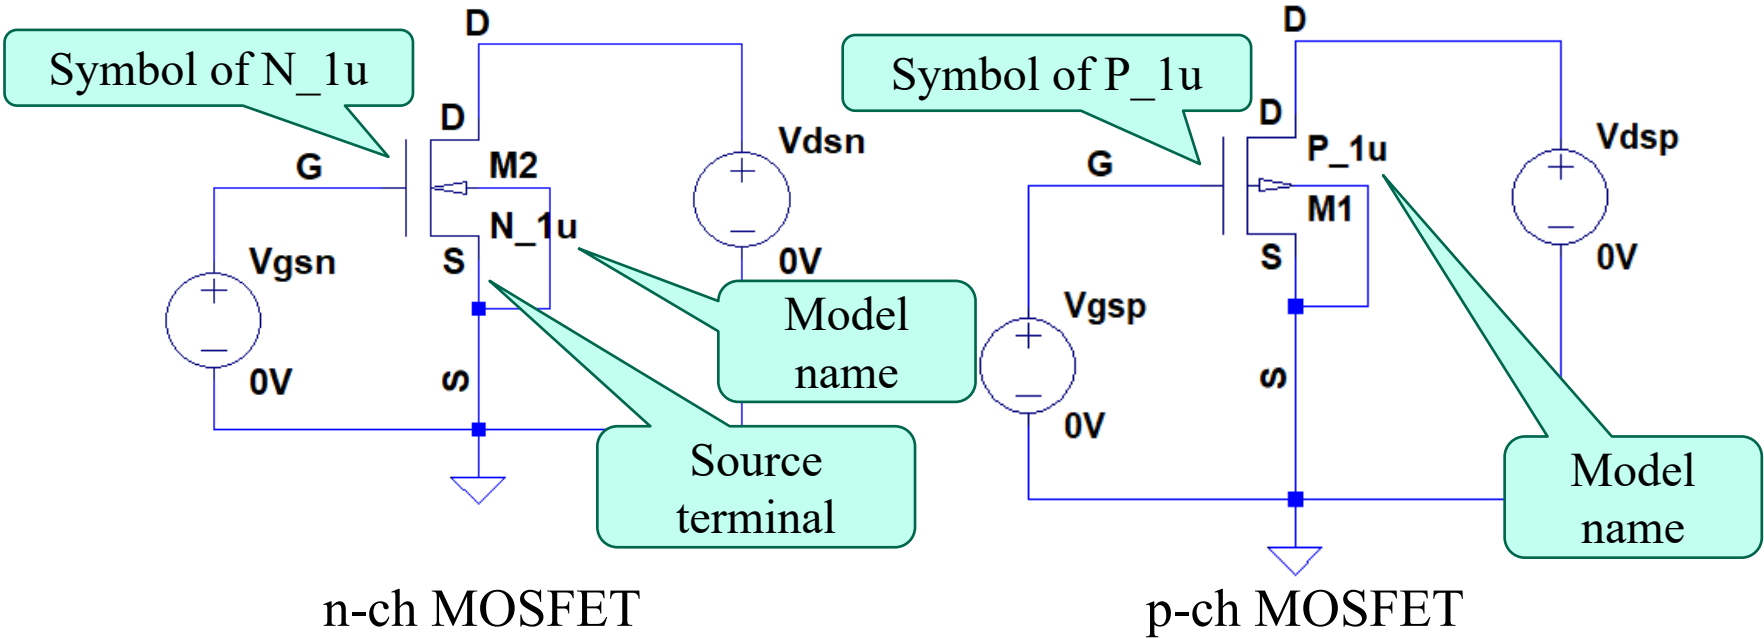 D
Symbol of N_1u
D
G
M2
Vdsn
N_1u
S
Vgsn
0V
Model
name
S
0V
Source
terminal
n-ch MOSFET
D
Symbol of P_1u
D
P_1u
Vdsp
G
M1
S
0V
Vgsp
S
0V
Model
name
p-ch MOSFET